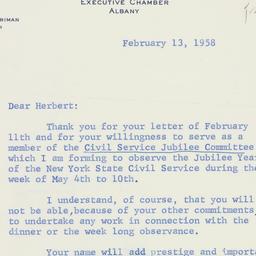 EXECUTIVE CHAMBER
ALBANY
RRIMAN
February 13, 1958
Dear Herbert:
Thank you for your letter of February
11th and for your willingness to serve as a
member of the Civil Service Jubilee Committee
which I am forming to observe the Jubilee Year
of the New York State Civil Service during the
week of May 4th to 10th.
I understand, of course, that you will
not be able,because of your other commitments,
to undertake any work in connection with the
dinner or the week long observance.
Your name will add prestige and importa